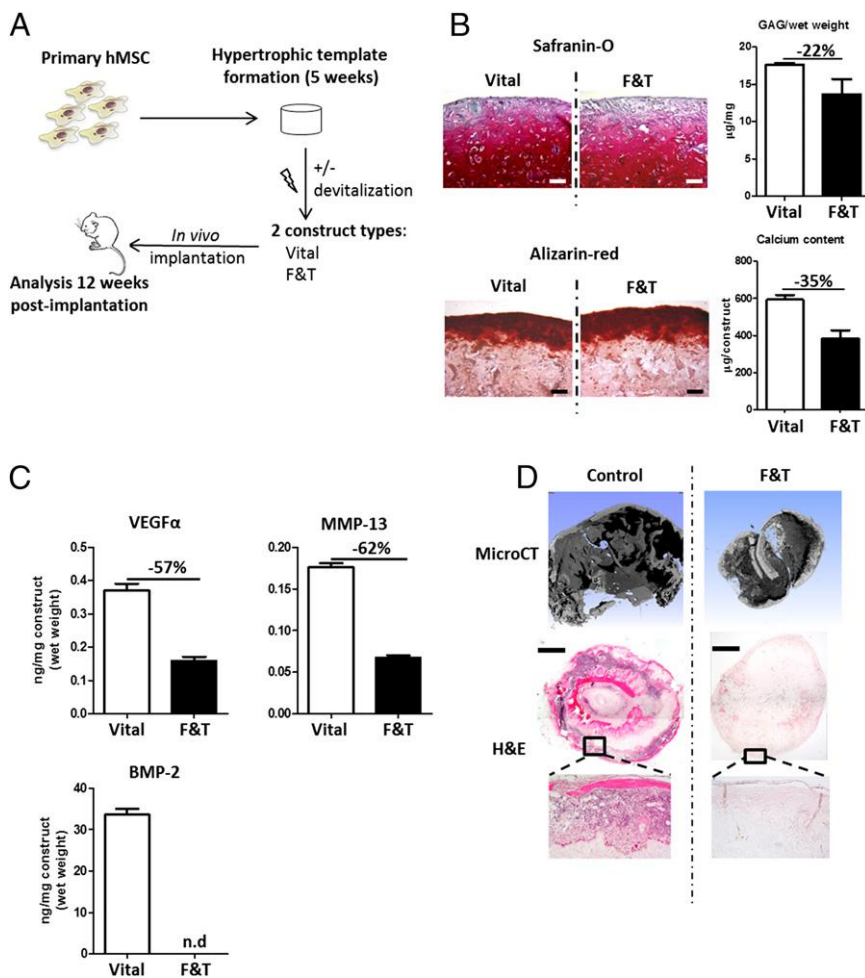 A
Primary hMSC
Hypertrophic template
formation (5 weeks)
+/-
devitalization
2 construct types:
Vital
F&T
In vivo
implantation
Analysis 12 weeks
post-implantation
B
Safranin-O
Vital
F&T
GAG/wet weight
-22%
µg/mg
20
15
10
5
0
Vital
F&T
Alizarin-red
Vital
F&T
Calcium content
-35%
µg/construct
800
600
400
200
0
Vital
F&T
C
VEGFα
-57%
ng/mg construct
(wet weight)
0.5
0.4
0.3
0.2
0.1
0.0
Vital
F&T
MMP-13
-62%
0.20
0.15
0.10
0.05
0.00
Vital
F&T
BMP-2
ng/mg construct
(wet weight)
40
30
20
10
0
n.d
Vital
F&T
D
Control
F&T
MicroCT
H&E